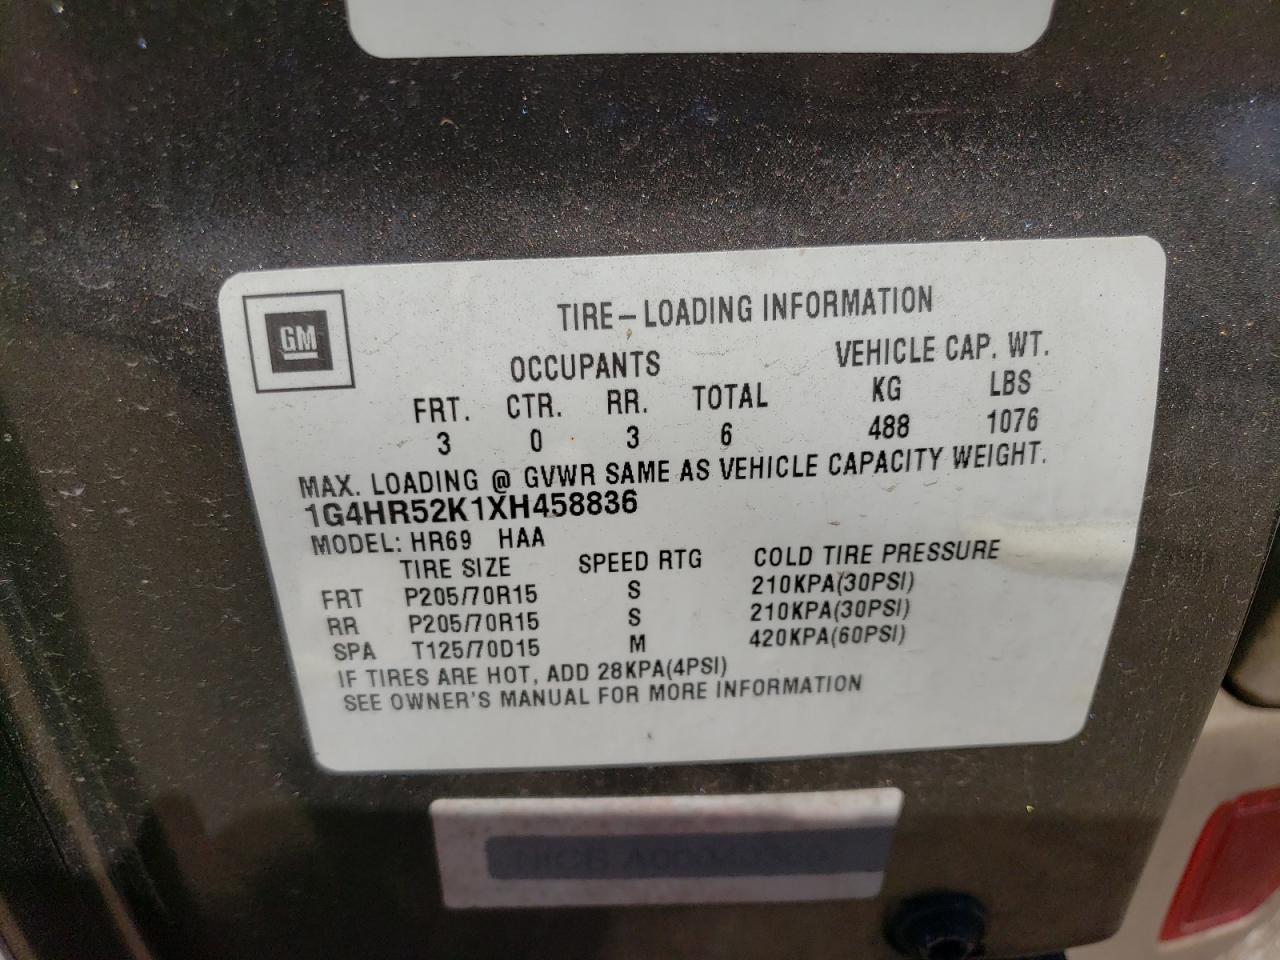 GM
TIRE-LOADING INFORMATION
OCCUPANTS VEHICLE CAP. WT.
FRT. CTR. RR. TOTAL KG LBS
3 0 3 6 488 1076
MAX. LOADING @ GVWR SAME AS VEHICLE CAPACITY WEIGHT.
1G4HR52K1XH458836
MODEL: HR69 HAA
TIRE SIZE SPEED RTG COLD TIRE PRESSURE
FRT P205/70R15 S 210KPA(30PSI)
RR P205/70R15 S 210KPA(30PSI)
SPA T125/70D15 M 420KPA(60PSI)
IF TIRES ARE HOT, ADD 28KPA(4PSI)
SEE OWNER'S MANUAL FOR MORE INFORMATION